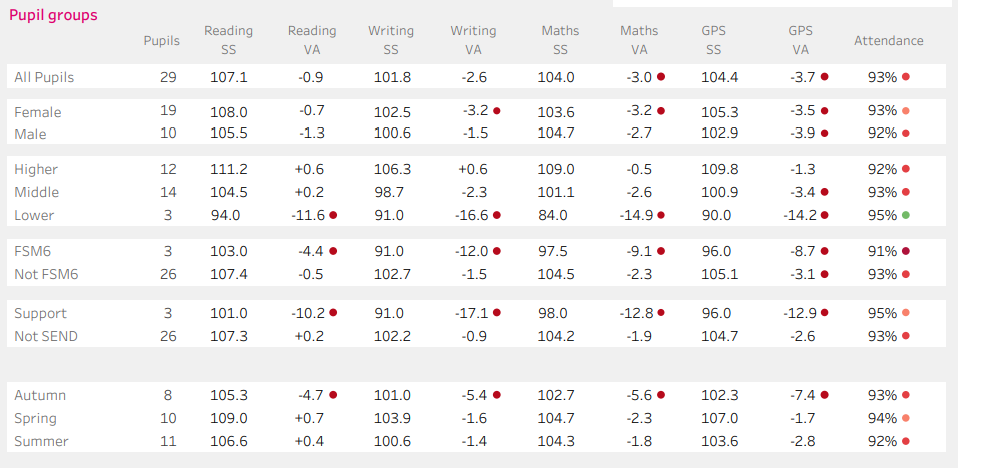 Pupil groups
Pupils Reading SS Reading VA Writing SS Writing VA Maths SS Maths VA GPS SS GPS VA Attendance
All Pupils 29 107.1 -0.9 101.8 -2.6 104.0 -3.0 104.4 -3.7 93%
Female 19 108.0 -0.7 102.5 -3.2 103.6 -3.2 105.3 -3.5 93%
Male 10 105.5 -1.3 100.6 -1.5 104.7 -2.7 102.9 -3.9 92%
Higher 12 111.2 +0.6 106.3 +0.6 109.0 -0.5 109.8 -1.3 92%
Middle 14 104.5 +0.2 98.7 -2.3 101.1 -2.6 100.9 -3.4 93%
Lower 3 94.0 -11.6 91.0 -16.6 84.0 -14.9 90.0 -14.2 95%
FSM6 3 103.0 -4.4 91.0 -12.0 97.5 -9.1 96.0 -8.7 91%
Not FSM6 26 107.4 -0.5 102.7 -1.5 104.5 -2.3 105.1 -3.1 93%
Support 3 101.0 -10.2 91.0 -17.1 98.0 -12.8 96.0 -12.9 95%
Not SEND 26 107.3 +0.2 102.2 -0.9 104.2 -1.9 104.7 -2.6 93%
Autumn 8 105.3 -4.7 101.0 -5.4 102.7 -5.6 102.3 -7.4 93%
Spring 10 109.0 +0.7 103.9 -1.6 104.7 -2.3 107.0 -1.7 94%
Summer 11 106.6 +0.4 100.6 -1.4 104.3 -1.8 103.6 -2.8 92%